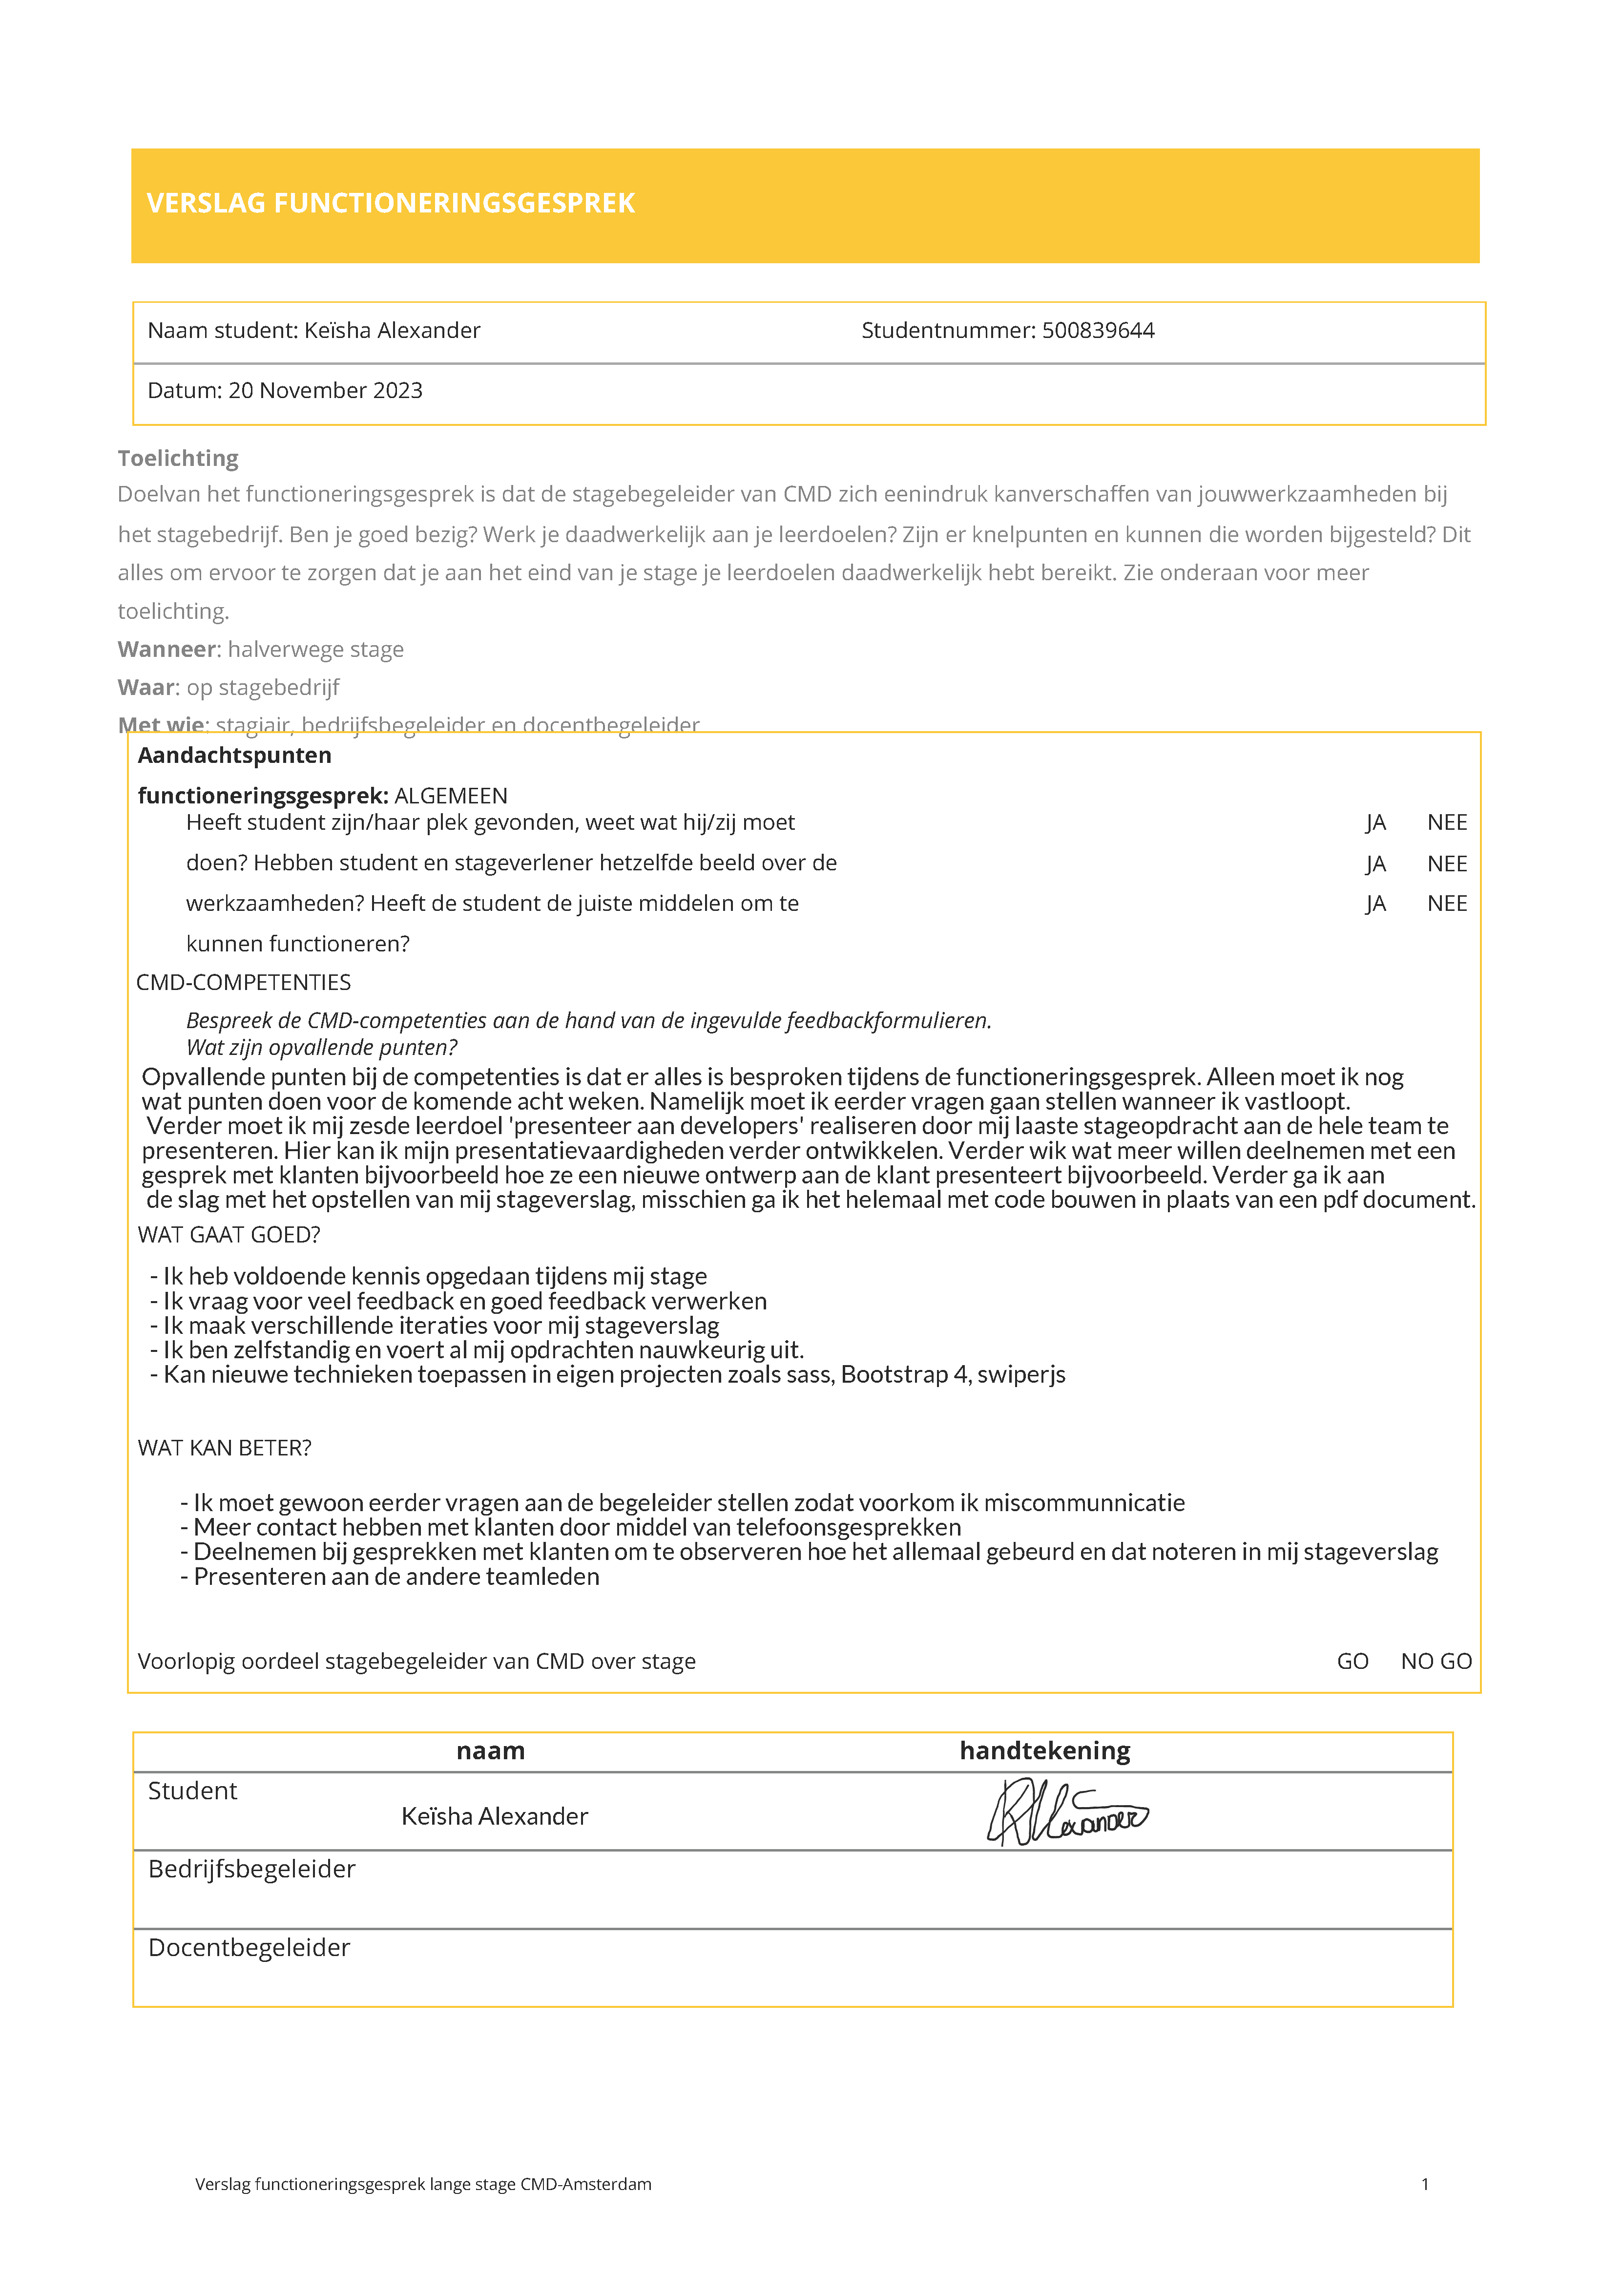 VERSLAG FUNCTIONERINGSGESPREK
Naam student: Keïsha Alexander Studentnummer: 500839644
Datum: 20 November 2023
Toelichting
Doelvan het functioneringsgesprek is dat de stagebegeleider van CMD zich eenindruk kanverschaffen van jouwwerkzaamheden bij
het stagebedrijf. Ben je goed bezig? Werk je daadwerkelijk aan je leerdoelen? Zijn er knelpunten en kunnen die worden bijgesteld? Dit
alles om ervoor te zorgen dat je aan het eind van je stage je leerdoelen daadwerkelijk hebt bereikt. Zie onderaan voor meer
toelichting.
Wanneer: halverwege stage
Waar: op stagebedrijf
Met wie: stagiair, bedrijfsbegeleider en docentbegeleider
Aandachtspunten
functioneringsgesprek: ALGEMEEN
Heeft student zijn/haar plek gevonden, weet wat hij/zij moet JA NEE
doen? Hebben student en stageverlener hetzelfde beeld over de JA NEE
werkzaamheden? Heeft de student de juiste middelen om te JA NEE
kunnen functioneren?
CMD-COMPETENTIES
Bespreek de CMD-competenties aan de hand van de ingevulde feedbackformulieren.
Wat zijn opvallende punten?
Opvallende punten bij de competenties is dat er alles is besproken tijdens de functioneringsgesprek. Alleen moet ik nog
wat punten doen voor de komende acht weken. Namelijk moet ik eerder vragen gaan stellen wanneer ik vastloopt.
Verder moet ik mij zesde leerdoel 'presenteer aan developers' realiseren door mij laaste stageopdracht aan de hele team te
presenteren. Hier kan ik mijn presentatievaardigheden verder ontwikkelen. Verder wik wat meer willen deelnemen met een
gesprek met klanten bijvoorbeeld hoe ze een nieuwe ontwerp aan de klant presenteert bijvoorbeeld. Verder ga ik aan
de slag met het opstellen van mij stageverslag, misschien ga ik het helemaal met code bouwen in plaats van een pdf document.
WAT GAAT GOED?
- Ik heb voldoende kennis opgedaan tijdens mij stage
- Ik vraag voor veel feedback en goed feedback verwerken
- Ik maak verschillende iteraties voor mij stageverslag
- Ik ben zelfstandig en voert al mij opdrachten nauwkeurig uit.
- Kan nieuwe technieken toepassen in eigen projecten zoals sass, Bootstrap 4, swiperjs
WAT KAN BETER?
- Ik moet gewoon eerder vragen aan de begeleider stellen zodat voorkom ik miscommunnicatie
- Meer contact hebben met klanten door middel van telefoonsgesprekken
- Deelnemen bij gesprekken met klanten om te observeren hoe het allemaal gebeurd en dat noteren in mij stageverslag
- Presenteren aan de andere teamleden
Voorlopig oordeel stagebegeleider van CMD over stage GO NO GO
naam handtekening
Student
Keïsha Alexander KAlexander
Bedrijfsbegeleider
Docentbegeleider
Verslag functioneringsgesprek lange stage CMD-Amsterdam 1